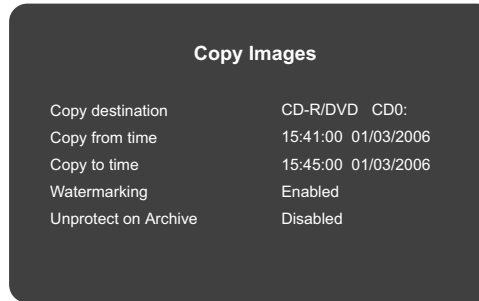 Copy Images
Copy destination CD-R/DVD CD0:
Copy from time 15:41:00 01/03/2006
Copy to time 15:45:00 01/03/2006
Watermarking Enabled
Unprotect on Archive Disabled